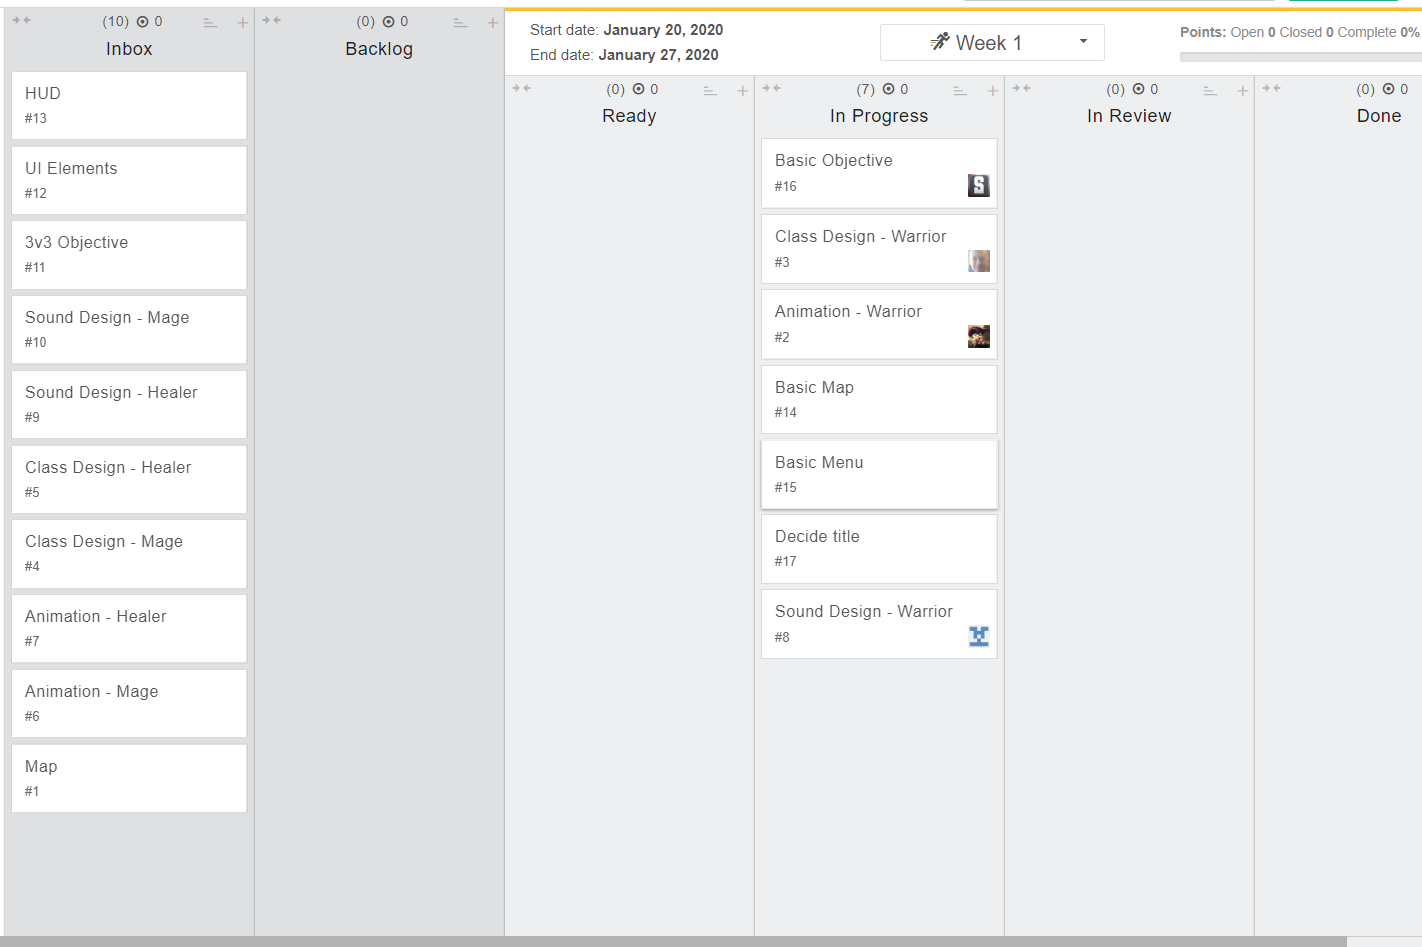 (10) 0
Inbox
HUD
#13
UI Elements
#12
3v3 Objective
#11
Sound Design - Mage
#10
Sound Design - Healer
#9
Class Design - Healer
#5
Class Design - Mage
#4
Animation - Healer
#7
Animation - Mage
#6
Map
#1
(0) 0
Backlog
Start date: January 20, 2020
End date: January 27, 2020
Week 1
Points: Open 0 Closed 0 Complete 0%
(0) 0
Ready
(7) 0
In Progress
Basic Objective
#16
S
Class Design - Warrior
#3
Animation - Warrior
#2
Basic Map
#14
Basic Menu
#15
Decide title
#17
Sound Design - Warrior
#8
(0) 0
In Review
(0) 0
Done